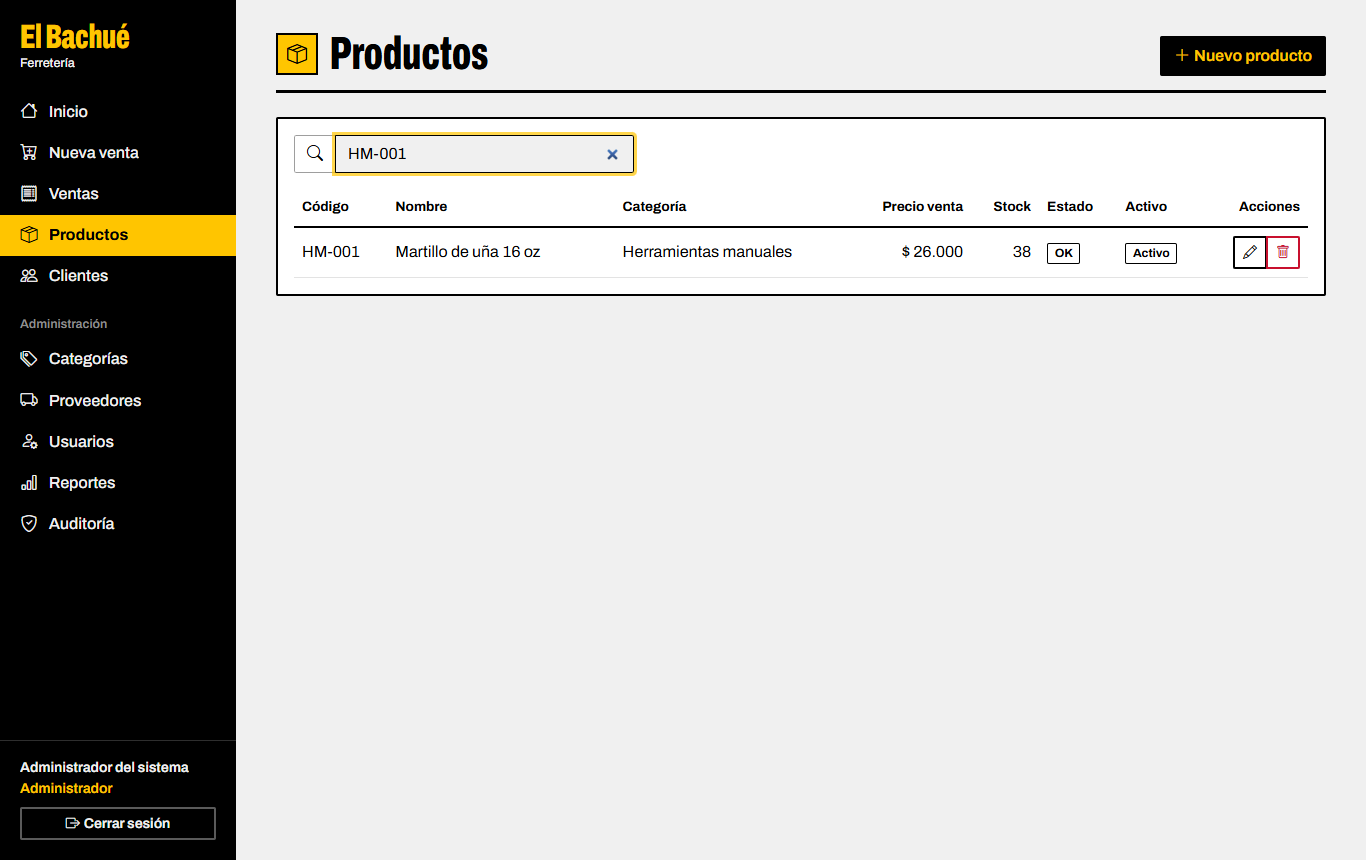 El Bachué
Ferretería
Inicio
Nueva venta
Ventas
Productos
Clientes
Administración
Categorías
Proveedores
Usuarios
Reportes
Auditoría
Administrador del sistema
Administrador
Cerrar sesión
Productos
+ Nuevo producto
HM-001
Código Nombre Categoría Precio venta Stock Estado Activo Acciones
HM-001 Martillo de uña 16 oz Herramientas manuales $ 26.000 38 OK Activo